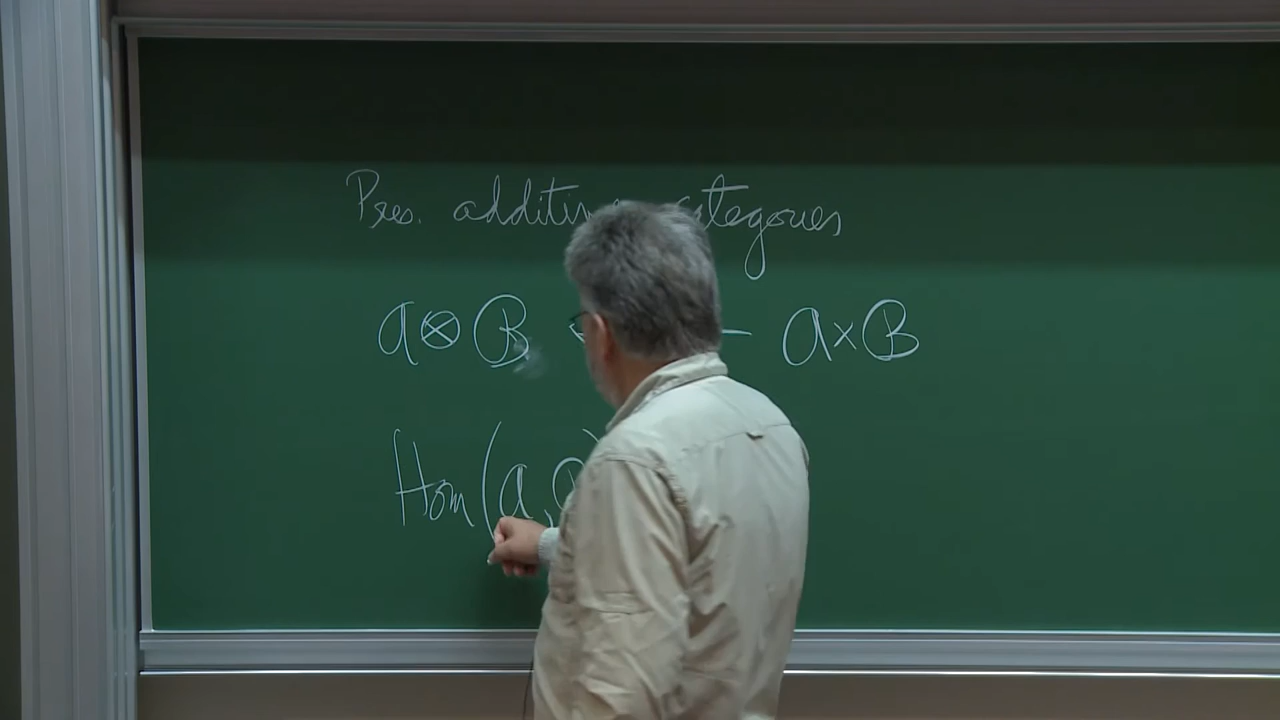 Pres. additive categories
a ⊗ B ← a × B
Hom(a,